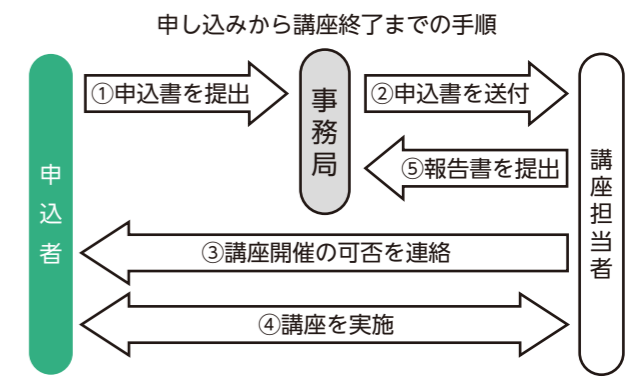 申し込みから講座終了までの手順
①申込書を提出
②申込書を送付
事務局
⑤報告書を提出
申込者
講座担当者
③講座開催の可否を連絡
④講座を実施